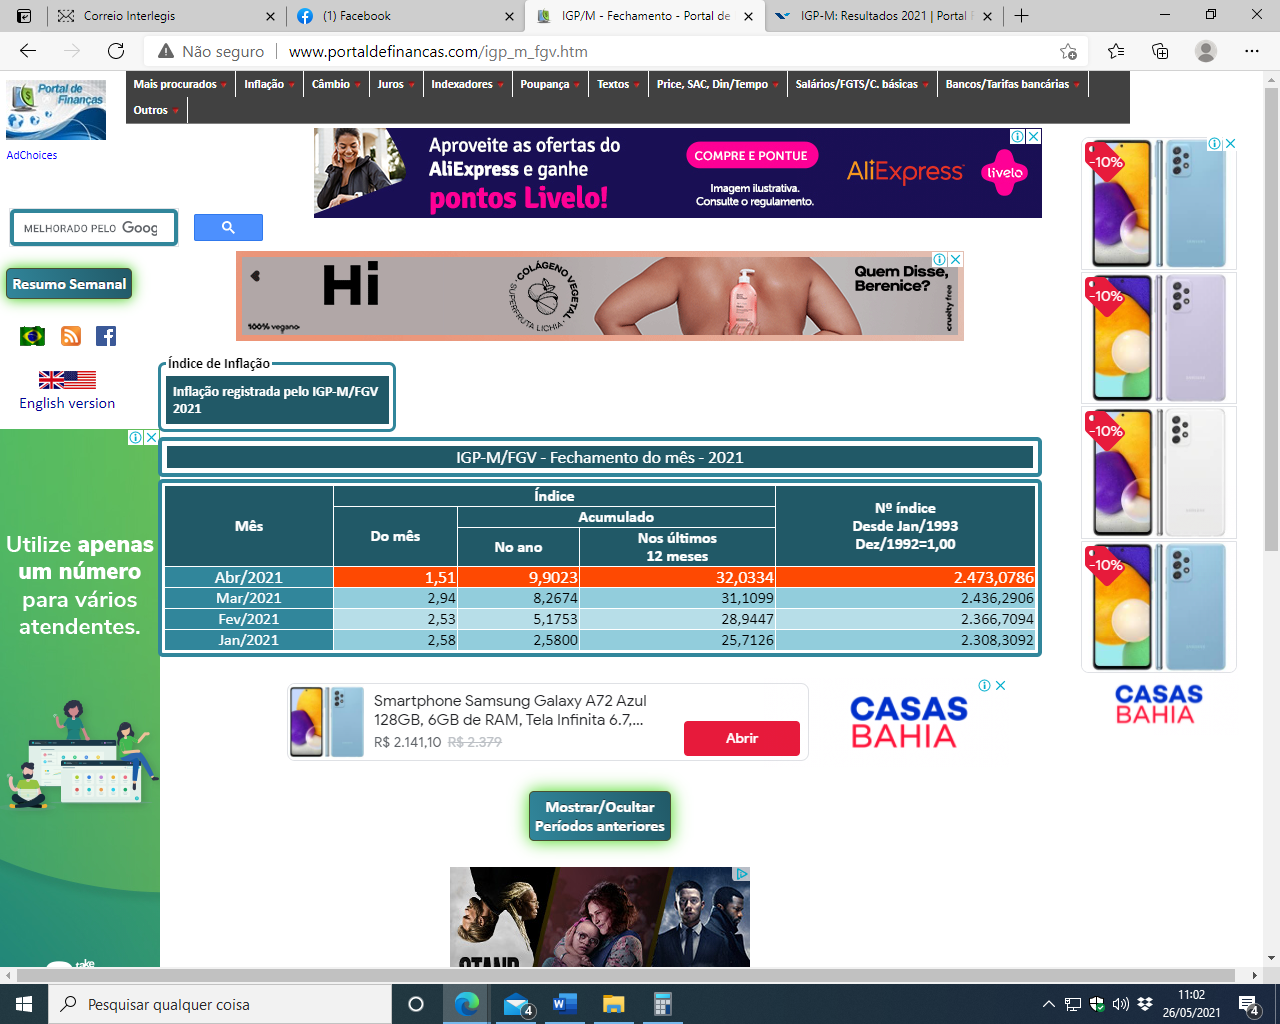 Correio Interlegis
(1) Facebook
IGP/M - Fechamento - Portal de
IGP-M: Resultados 2021 | Portal F
Não seguro
www.portaldefinancas.com/igp_m_fgv.htm
Portal de
Finanças
Mais procurados
Inflação
Câmbio
Juros
Indexadores
Poupança
Textos
Price, SAC, Din/Tempo
Salários/FGTS/C. básicas
Bancos/Tarifas bancárias
Outros
AdChoices
Aproveite as ofertas do
AliExpress e ganhe
pontos Livelo!
COMPRE E PONTUE
Imagem ilustrativa.
Consulte o regulamento.
AliExpress
livelo
MELHORADO PELO Goog
Resumo Semanal
English version
Hi
100% vegano
COLÁGENO VEGETAL
SUPERFRUTA LICHIA
Quem Disse,
Berenice?
cruelty free
-10%
-10%
-10%
-10%
CASAS
BAHIA
Índice de Inflação
Inflação registrada pelo IGP-M/FGV
2021
IGP-M/FGV - Fechamento do mês - 2021
Mês
Índice
Nº índice
Desde Jan/1993
Dez/1992=1,00
Do mês
Acumulado
No ano
Nos últimos
12 meses
Abr/2021 1,51 9,9023 32,0334 2.473,0786
Mar/2021 2,94 8,2674 31,1099 2.436,2906
Fev/2021 2,53 5,1753 28,9447 2.366,7094
Jan/2021 2,58 2,5800 25,7126 2.308,3092
Utilize apenas
um número
para vários
atendentes.
take
Smartphone Samsung Galaxy A72 Azul
128GB, 6GB de RAM, Tela Infinita 6.7,...
R$ 2.141,10 R$ 2.379
Abrir
CASAS
BAHIA
Mostrar/Ocultar
Períodos anteriores
STAND
Pesquisar qualquer coisa
4
11:02
26/05/2021
4